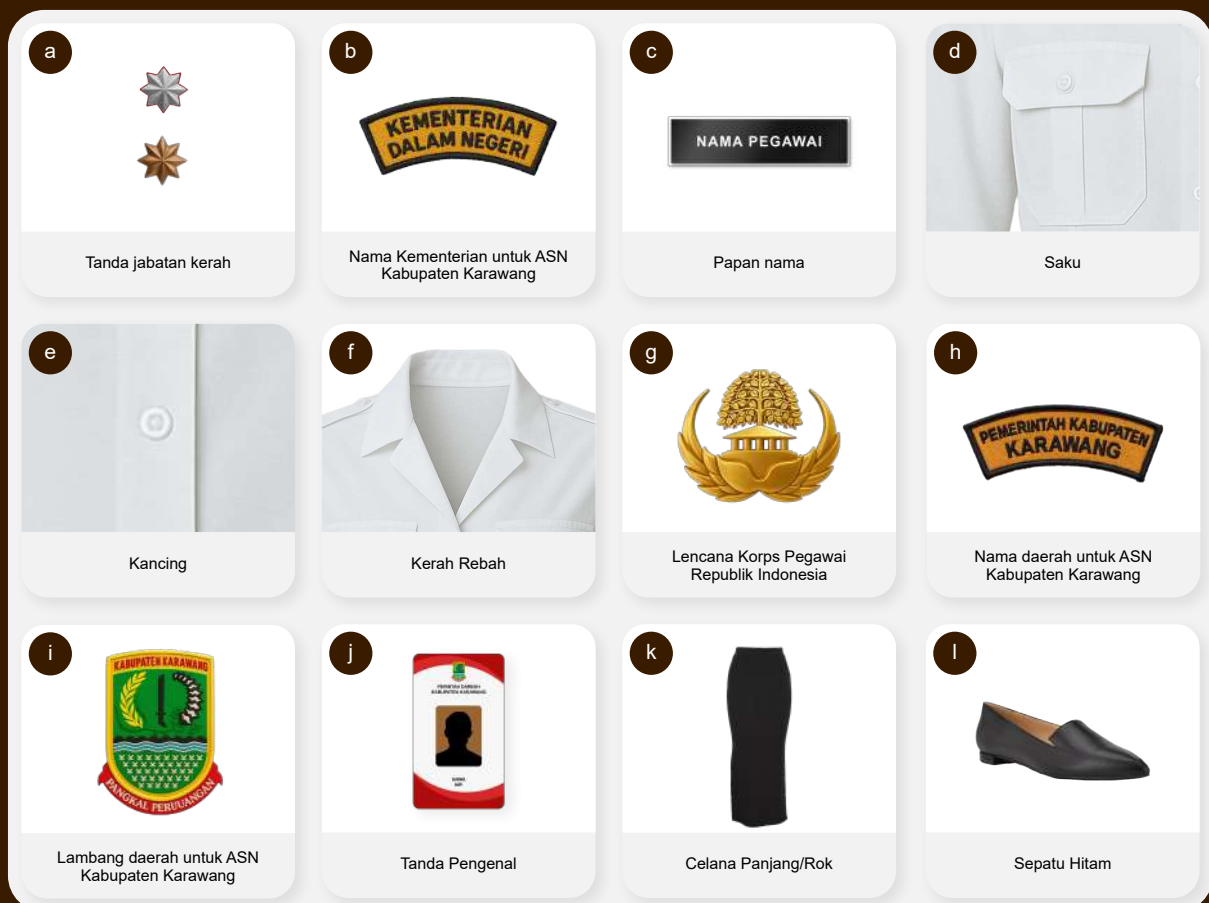 a
b
KEMENTERIAN
DALAM NEGERI
c
NAMA PEGAWAI
d
Tanda jabatan kerah
Nama Kementerian untuk ASN
Kabupaten Karawang
Papan nama
Saku
e
f
g
h
PEMERINTAH KABUPATEN
KARAWANG
Kancing
Kerah Rebah
Lencana Korps Pegawai
Republik Indonesia
Nama daerah untuk ASN
Kabupaten Karawang
i
KABUPATEN KARAWANG
PANGKAL PERJUANGAN
j
KABUPATEN KARAWANG
k
l
Lambang daerah untuk ASN
Kabupaten Karawang
Tanda Pengenal
Celana Panjang/Rok
Sepatu Hitam